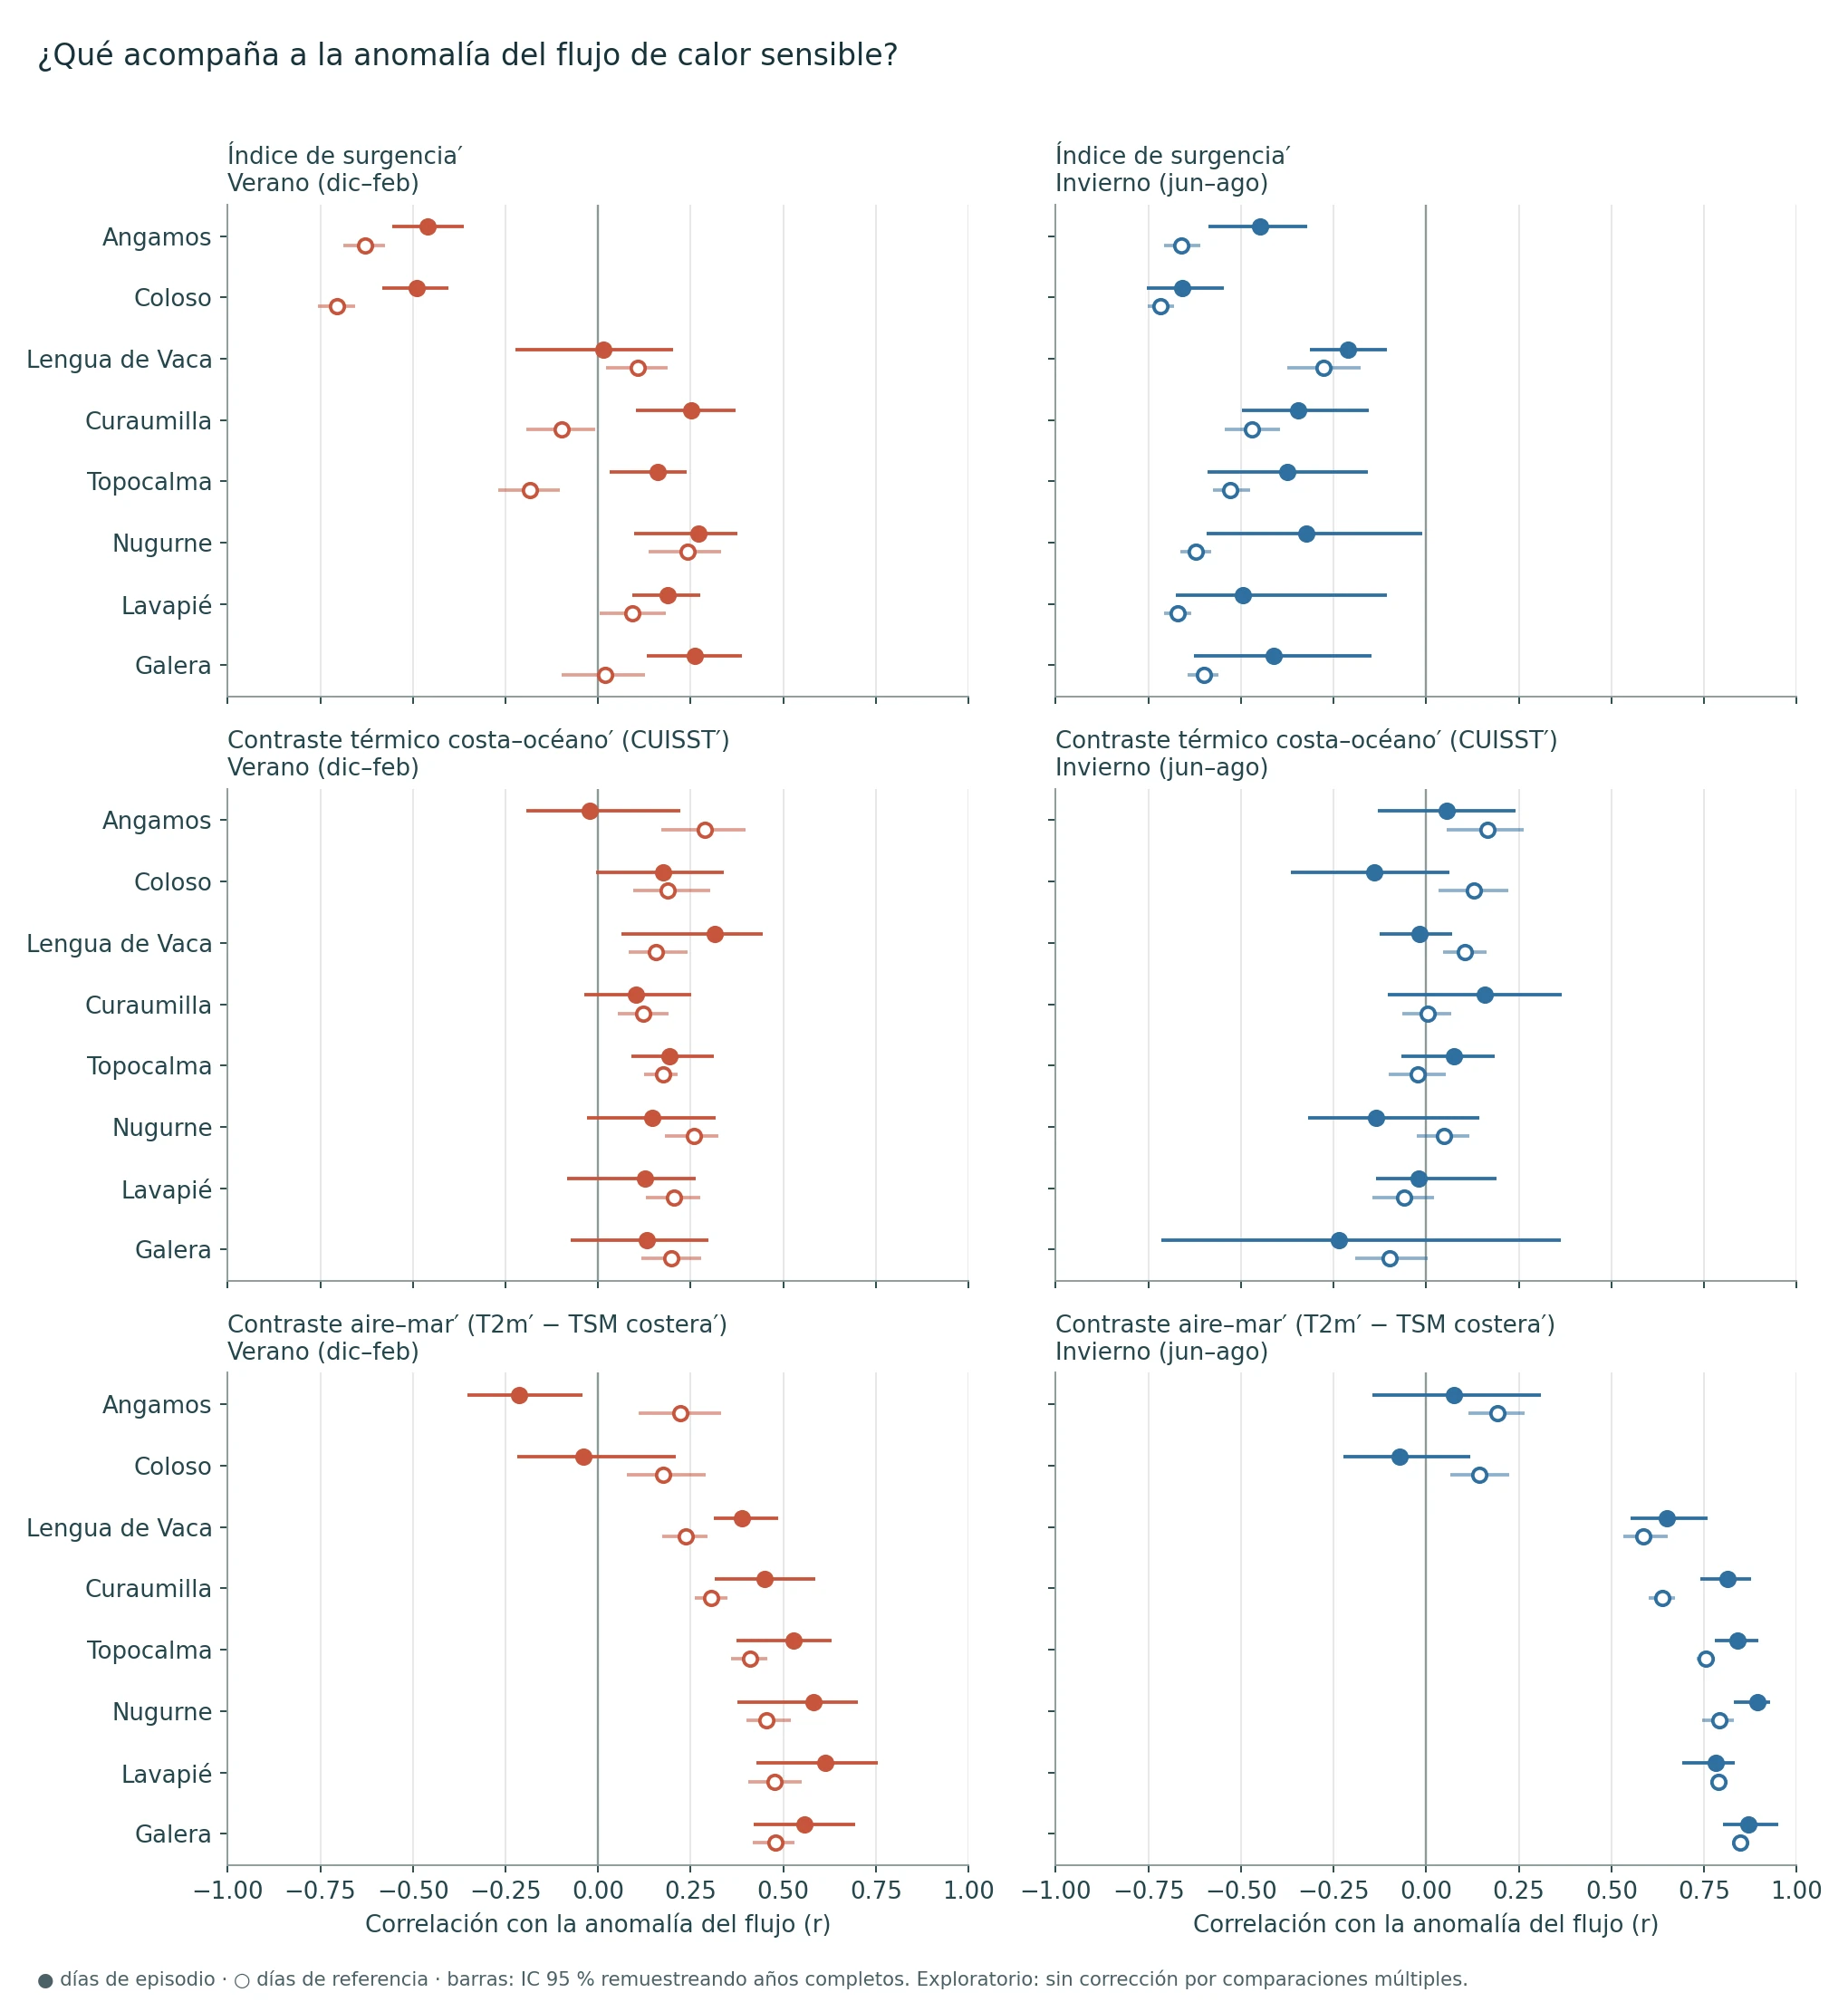 ¿Qué acompaña a la anomalía del flujo de calor sensible?
Índice de surgencia′
Verano (dic–feb)
Angamos
Coloso
Lengua de Vaca
Curaumilla
Topocalma
Nugurne
Lavapié
Galera
Índice de surgencia′
Invierno (jun–ago)
Contraste térmico costa–océano′ (CUISST′)
Verano (dic–feb)
Angamos
Coloso
Lengua de Vaca
Curaumilla
Topocalma
Nugurne
Lavapié
Galera
Contraste térmico costa–océano′ (CUISST′)
Invierno (jun–ago)
Contraste aire–mar′ (T2m′ − TSM costera′)
Verano (dic–feb)
Angamos
Coloso
Lengua de Vaca
Curaumilla
Topocalma
Nugurne
Lavapié
Galera
−1.00 −0.75 −0.50 −0.25 0.00 0.25 0.50 0.75 1.00
Correlación con la anomalía del flujo (r)
Contraste aire–mar′ (T2m′ − TSM costera′)
Invierno (jun–ago)
−1.00 −0.75 −0.50 −0.25 0.00 0.25 0.50 0.75 1.00
Correlación con la anomalía del flujo (r)
● días de episodio · ○ días de referencia · barras: IC 95 % remuestreando años completos. Exploratorio: sin corrección por comparaciones múltiples.